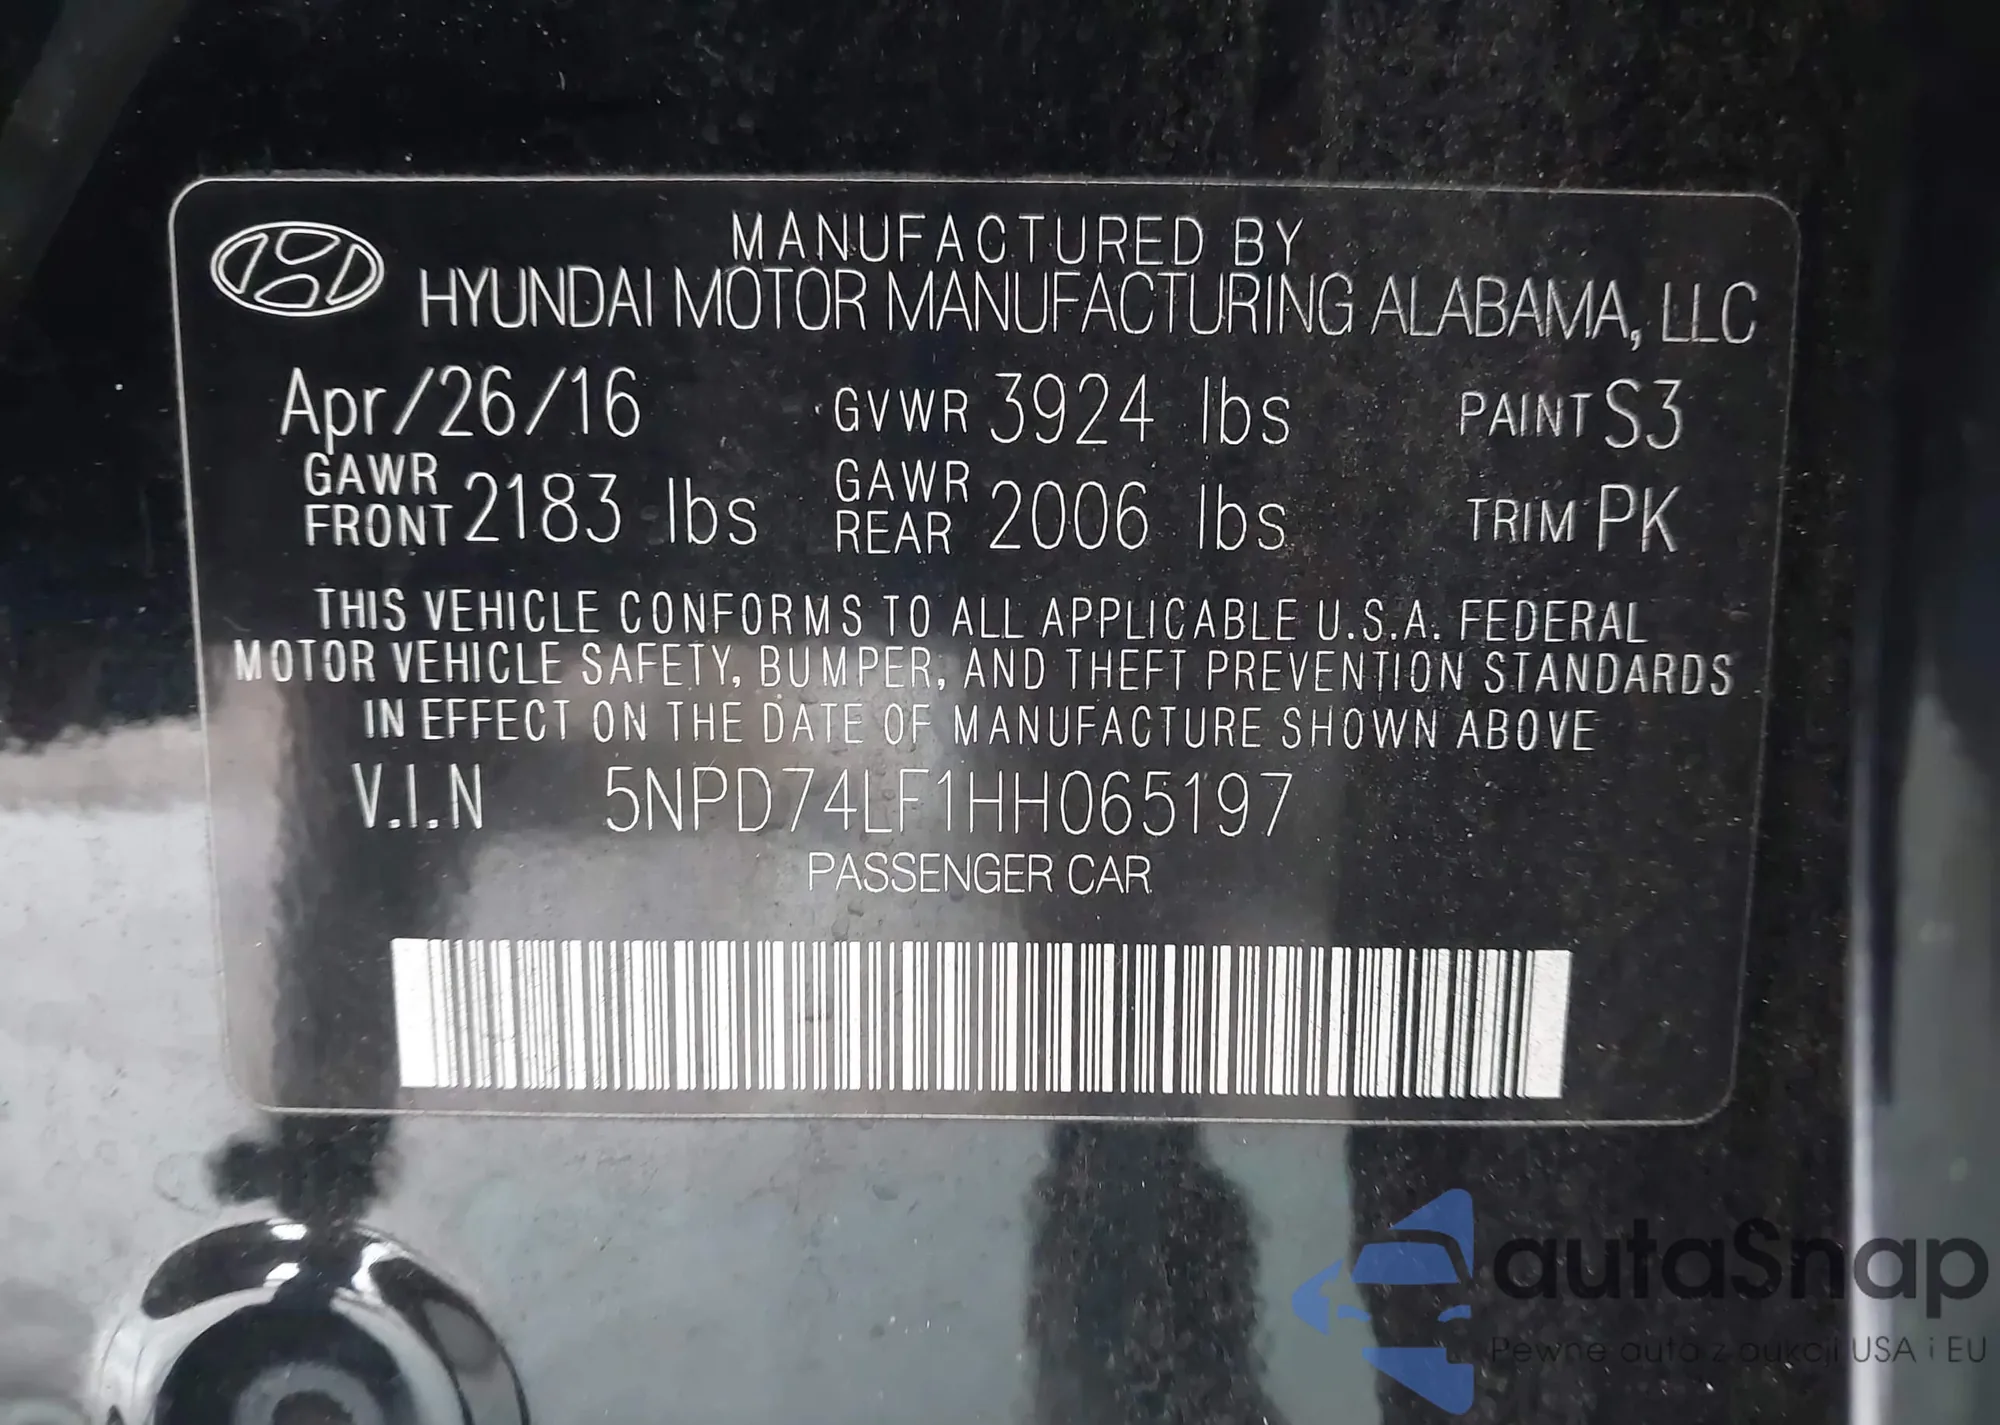 MANUFACTURED BY
HYUNDAI MOTOR MANUFACTURING ALABAMA, LLC
Apr/26/16 GVWR 3924 lbs PAINT S3
GAWR FRONT 2183 lbs GAWR REAR 2006 lbs TRIM PK
THIS VEHICLE CONFORMS TO ALL APPLICABLE U.S.A. FEDERAL
MOTOR VEHICLE SAFETY, BUMPER, AND THEFT PREVENTION STANDARDS
IN EFFECT ON THE DATE OF MANUFACTURE SHOWN ABOVE
V.I.N 5NPD74LF1HH065197
PASSENGER CAR
autaSnap
Pewne auta z aukcji USA i EU